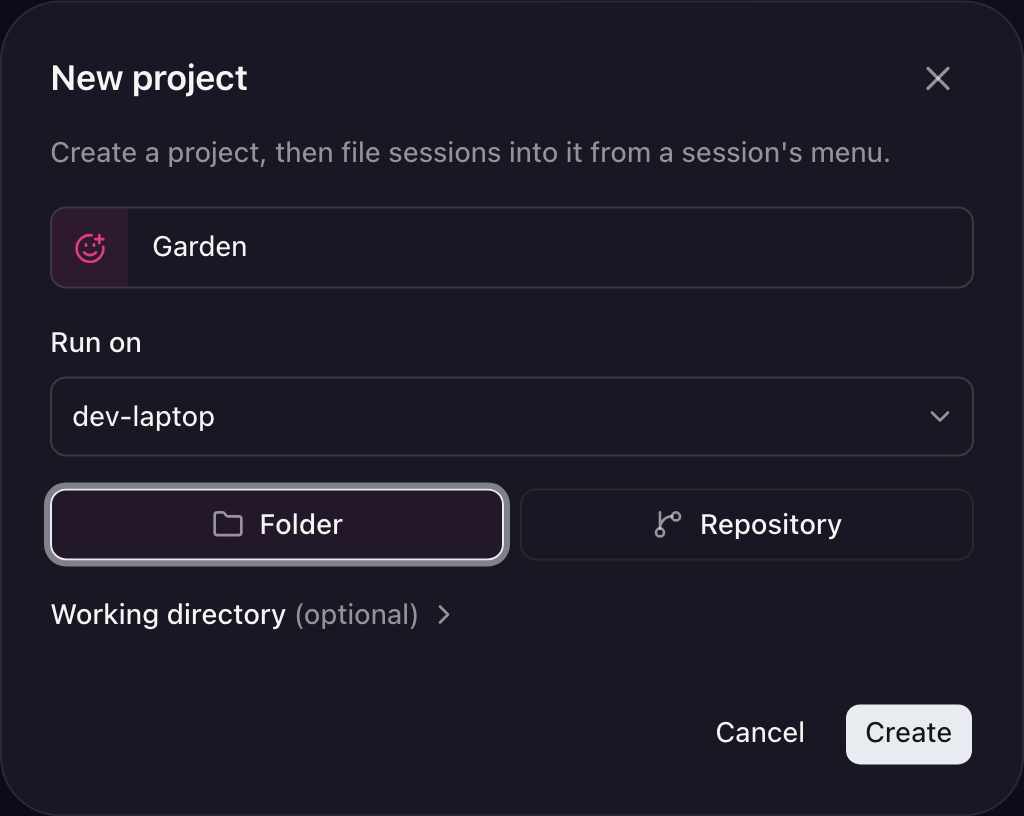 New project
Create a project, then file sessions into it from a session's menu.
Garden
Run on
dev-laptop
Folder
Repository
Working directory (optional)
Cancel
Create